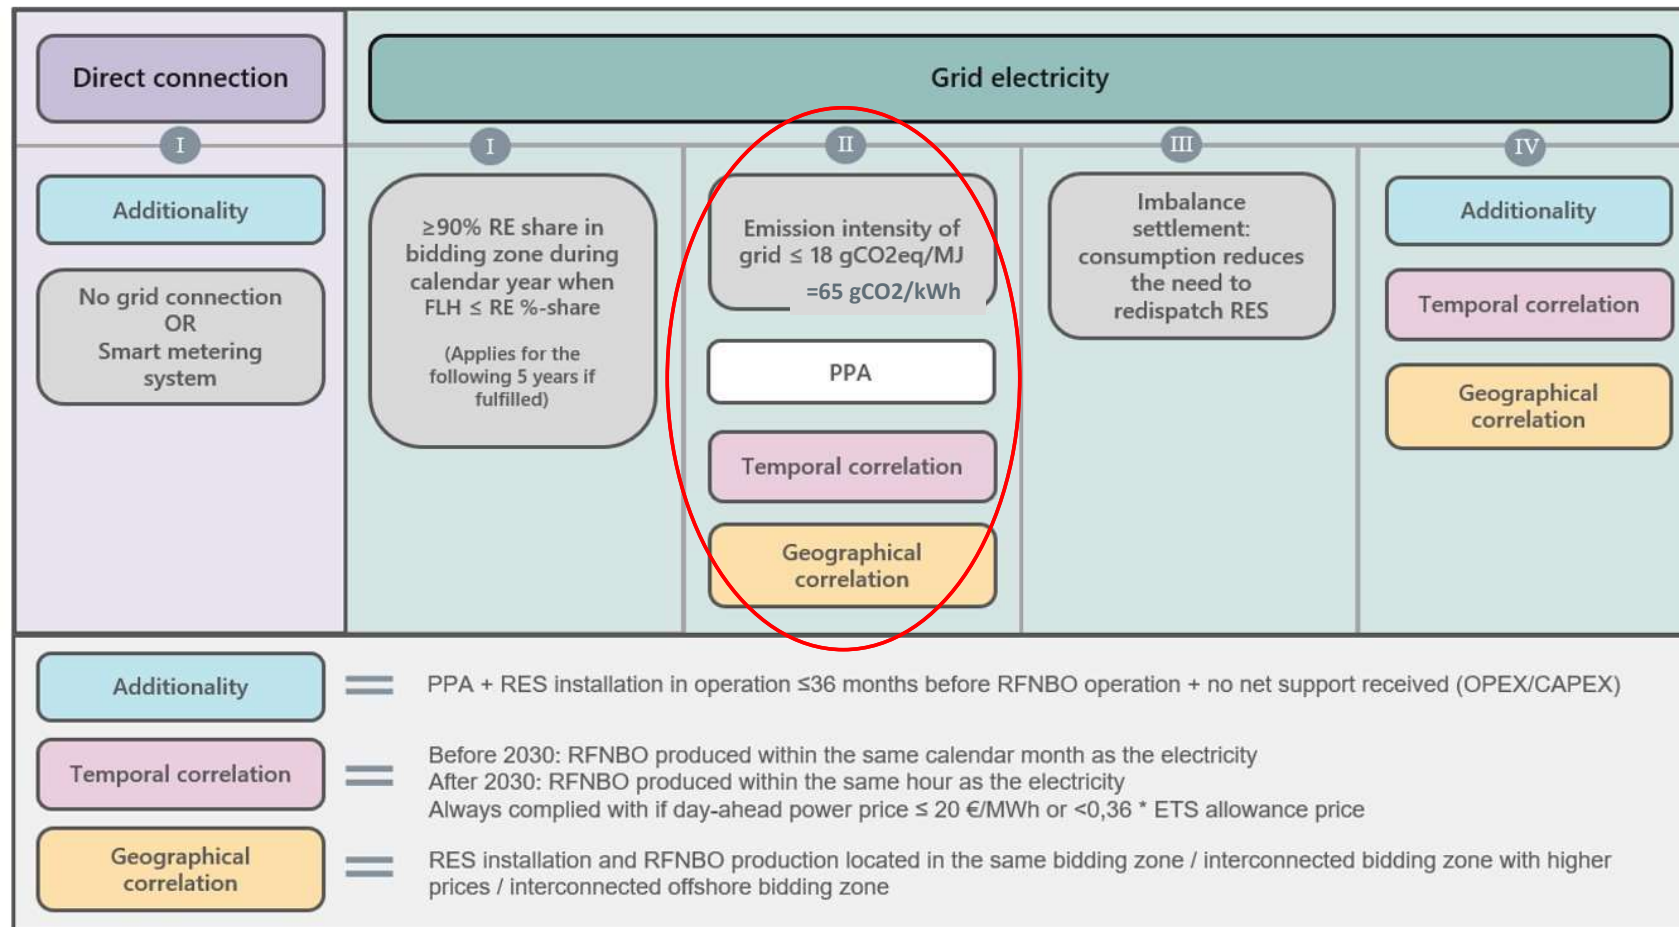 Direct connection
Grid electricity
I
I
II
III
IV
Additionality
No grid connection
OR
Smart metering
system
≥90% RE share in
bidding zone during
calendar year when
FLH ≤ RE %-share
(Applies for the
following 5 years if
fulfilled)
Emission intensity of
grid ≤ 18 gCO2eq/MJ
=65 gCO2/kWh
PPA
Temporal correlation
Geographical
correlation
Imbalance
settlement:
consumption reduces
the need to
redispatch RES
Additionality
Temporal correlation
Geographical
correlation
Additionality
=
PPA + RES installation in operation ≤36 months before RFNBO operation + no net support received (OPEX/CAPEX)
Temporal correlation
=
Before 2030: RFNBO produced within the same calendar month as the electricity
After 2030: RFNBO produced within the same hour as the electricity
Always complied with if day-ahead power price ≤ 20 €/MWh or <0,36 * ETS allowance price
Geographical
correlation
=
RES installation and RFNBO production located in the same bidding zone / interconnected bidding zone with higher
prices / interconnected offshore bidding zone